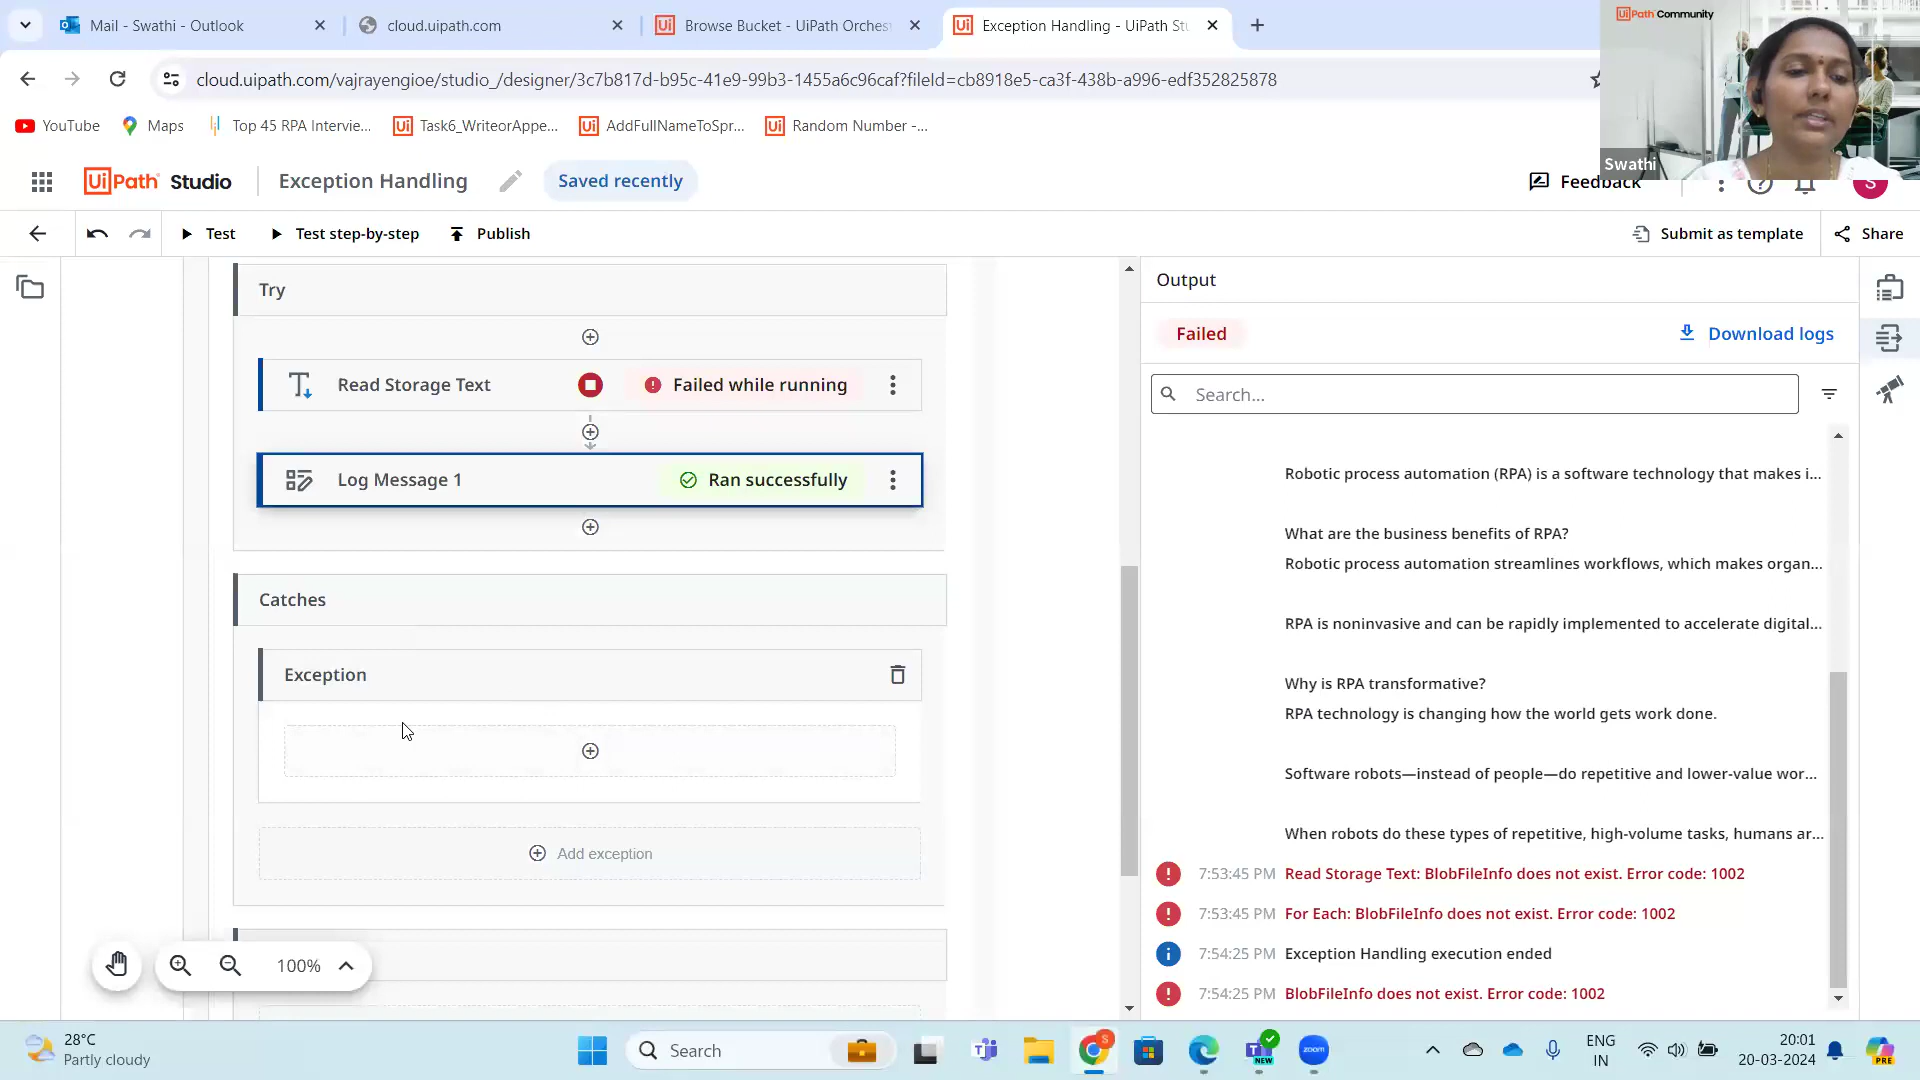 Mail - Swathi - Outlook
cloud.uipath.com
Browse Bucket - UiPath Orches
Exception Handling - UiPath Stu
UiPath Community
cloud.uipath.com/vajrayengioe/studio_/designer/3c7b817d-b95c-41e9-99b3-1455a6c96caf?fileId=cb8918e5-ca3f-438b-a996-edf352825878
YouTube
Maps
Top 45 RPA Intervie...
Task6_WriteorAppe...
AddFullNameToSpr...
Random Number -...
Swathi
UiPath Studio
Exception Handling
Saved recently
Feedback
S
Test
Test step-by-step
Publish
Submit as template
Share
Try
Read Storage Text
Failed while running
Log Message 1
Ran successfully
Catches
Exception
Add exception
100%
Output
Failed
Download logs
Search...
Robotic process automation (RPA) is a software technology that makes i...
What are the business benefits of RPA?
Robotic process automation streamlines workflows, which makes organ...
RPA is noninvasive and can be rapidly implemented to accelerate digital...
Why is RPA transformative?
RPA technology is changing how the world gets work done.
Software robots—instead of people—do repetitive and lower-value wor...
When robots do these types of repetitive, high-volume tasks, humans ar...
7:53:45 PM Read Storage Text: BlobFileInfo does not exist. Error code: 1002
7:53:45 PM For Each: BlobFileInfo does not exist. Error code: 1002
7:54:25 PM Exception Handling execution ended
7:54:25 PM BlobFileInfo does not exist. Error code: 1002
28°C
Partly cloudy
Search
S
NEW
zoom
ENG
IN
20:01
20-03-2024
PRE